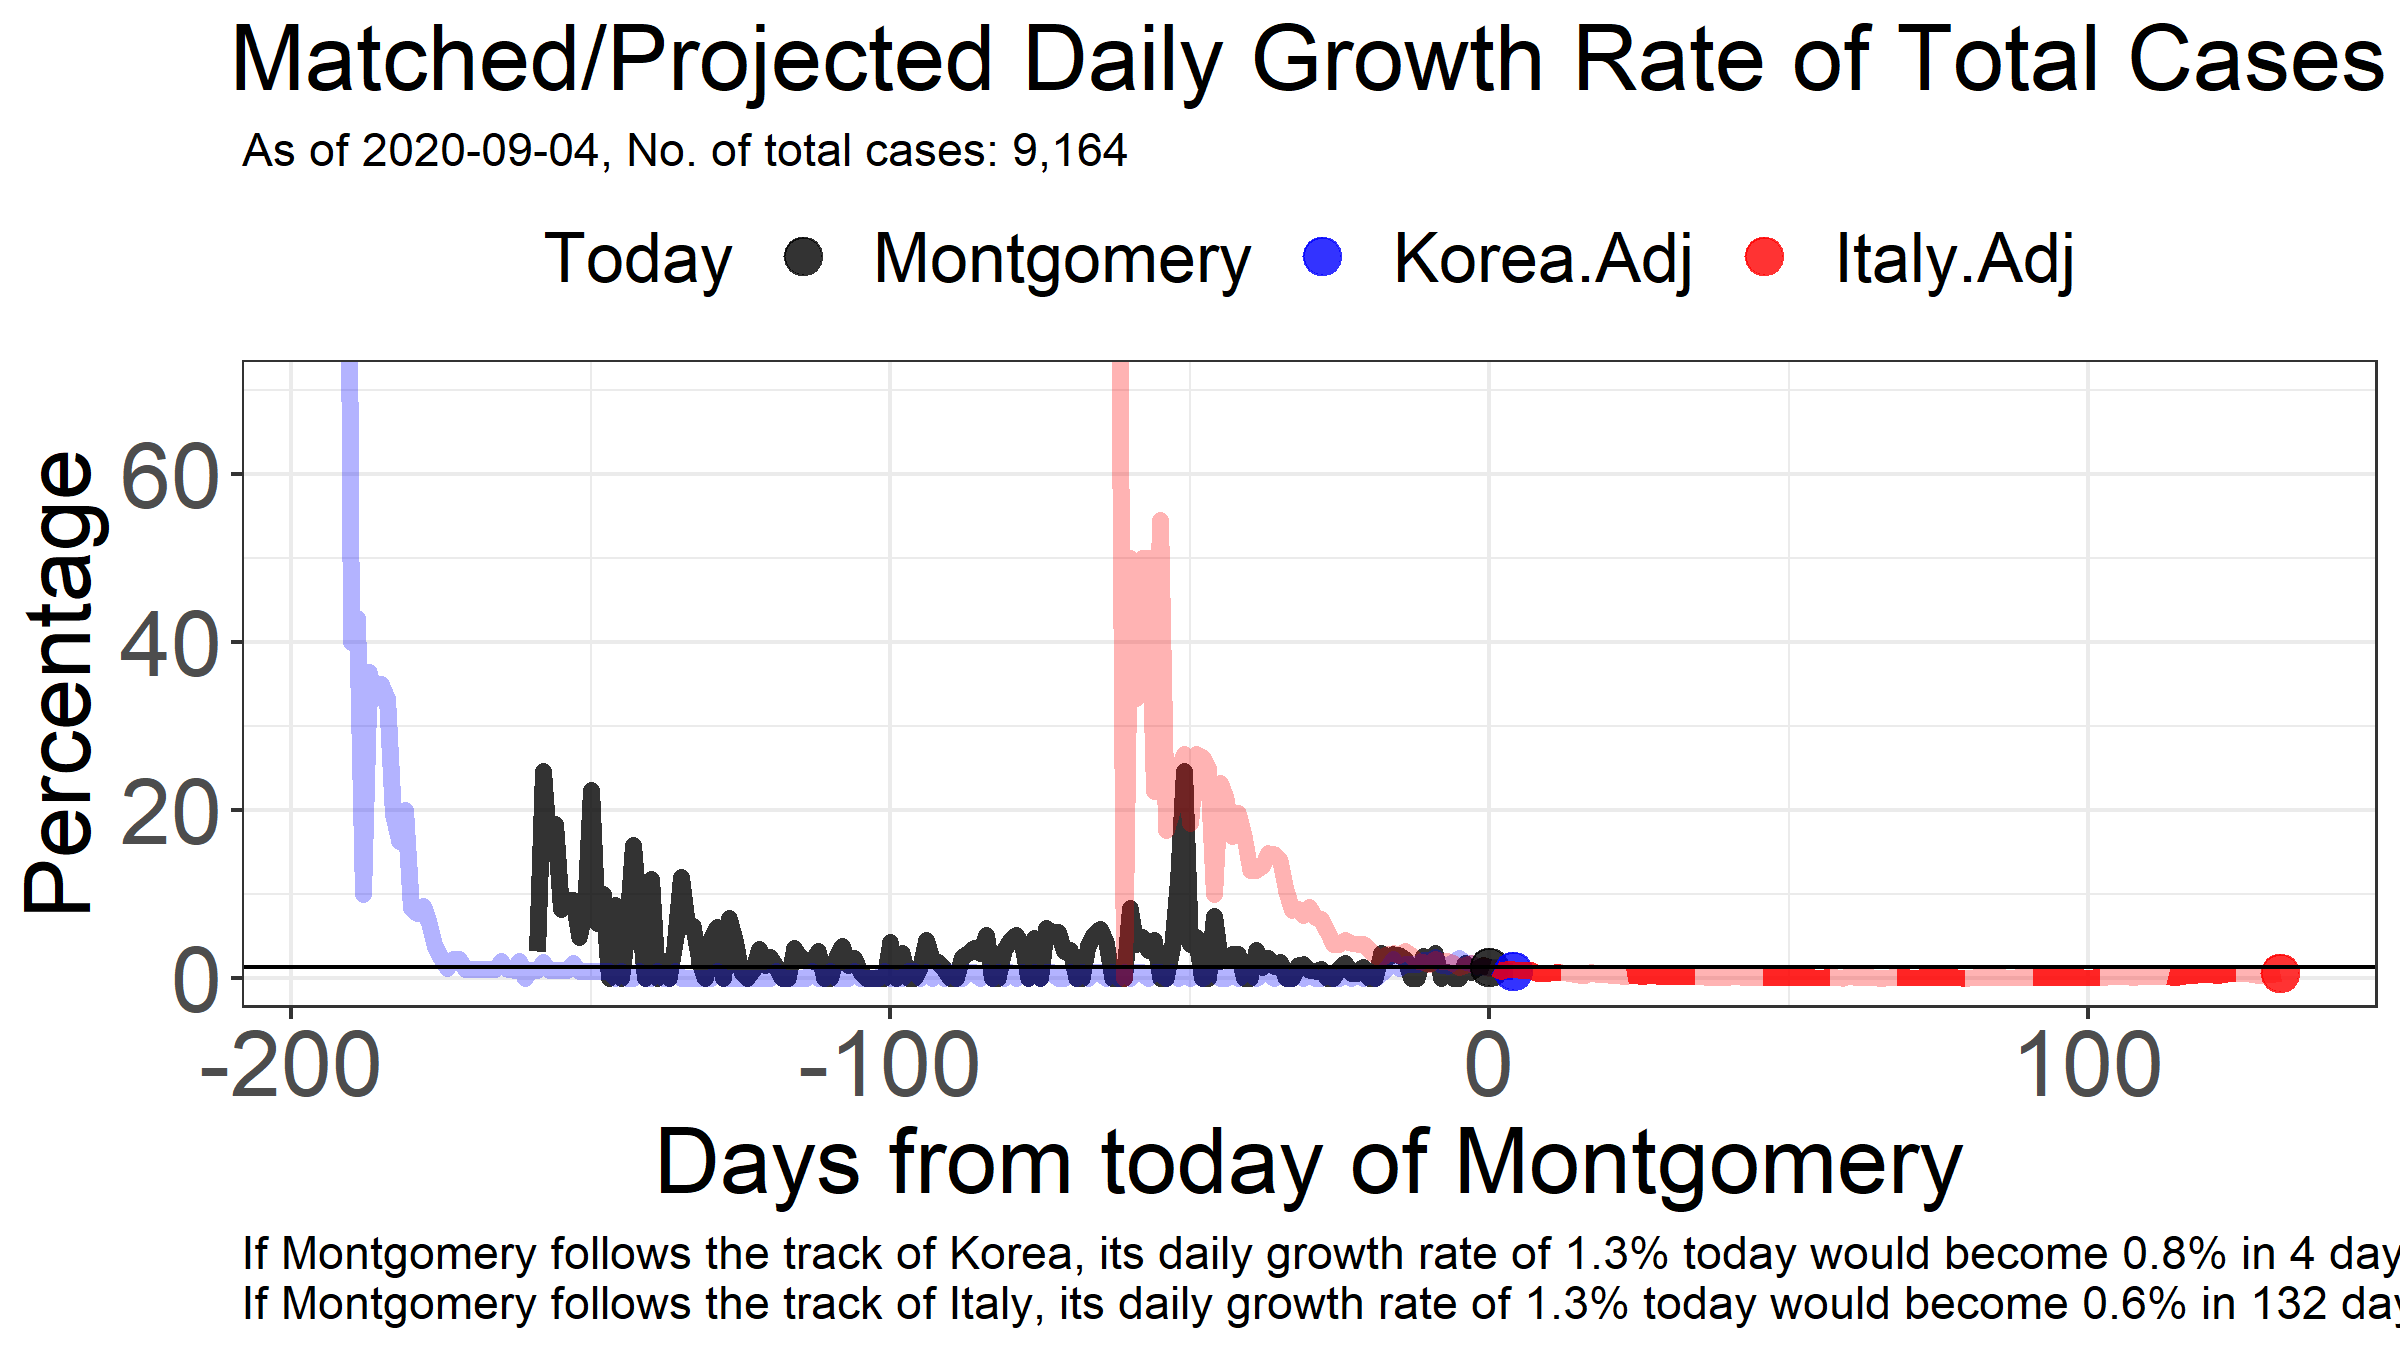 Matched/Projected Daily Growth Rate of Total Cases
As of 2020-09-04, No. of total cases: 9,164
Today Montgomery Korea.Adj Italy.Adj
Percentage
60
40
20
0
-200 -100 0 100
Days from today of Montgomery
If Montgomery follows the track of Korea, its daily growth rate of 1.3% today would become 0.8% in 4 day
If Montgomery follows the track of Italy, its daily growth rate of 1.3% today would become 0.6% in 132 day